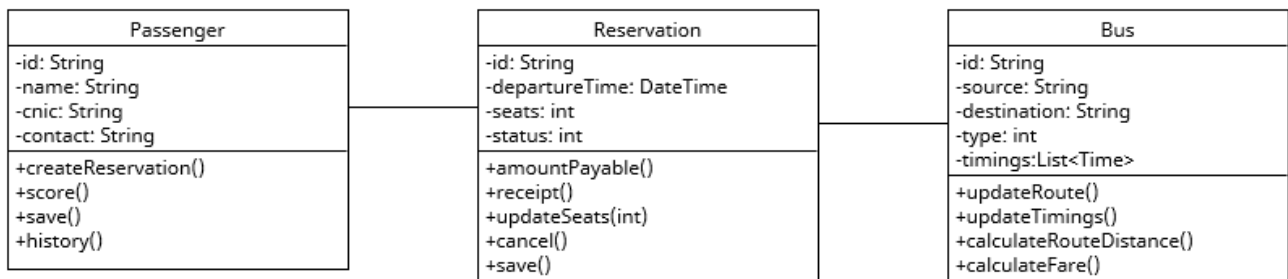 Passenger
-id: String
-name: String
-cnic: String
-contact: String
+createReservation()
+score()
+save()
+history()
Reservation
-id: String
-departureTime: DateTime
-seats: int
-status: int
+amountPayable()
+receipt()
+updateSeats(int)
+cancel()
+save()
Bus
-id: String
-source: String
-destination: String
-type: int
-timings:List<Time>
+updateRoute()
+updateTimings()
+calculateRouteDistance()
+calculateFare()